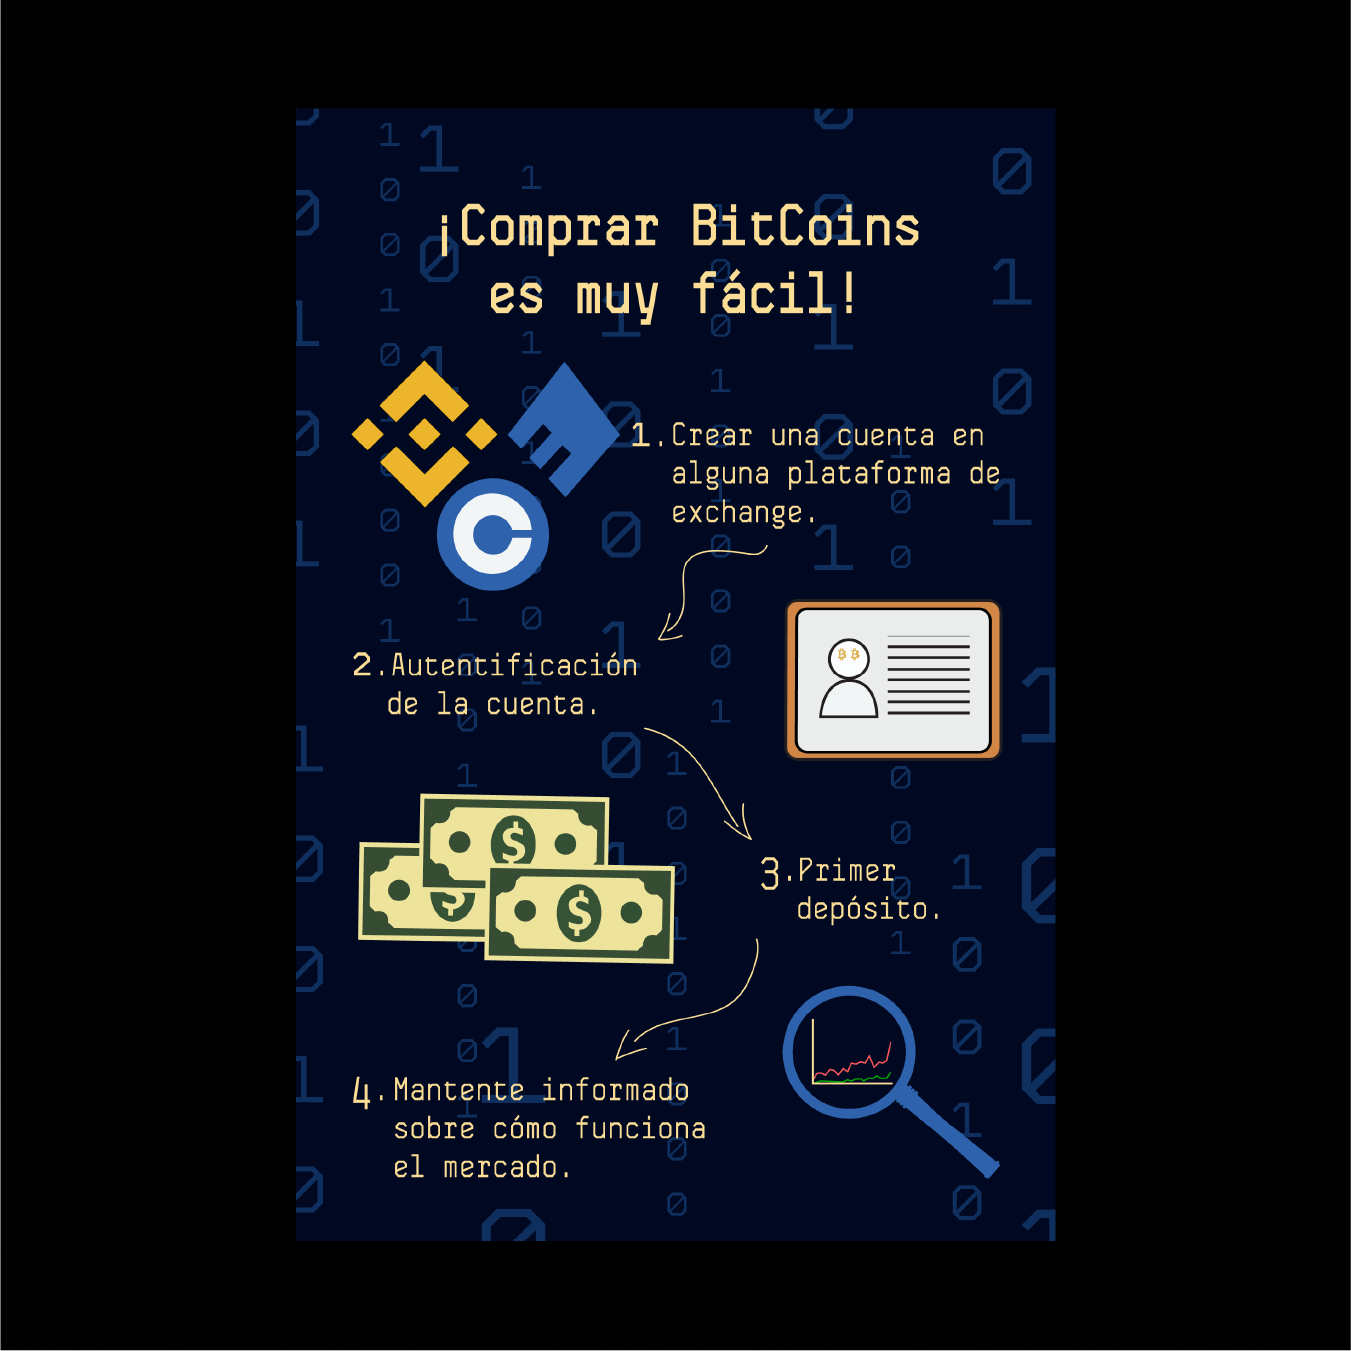 ¡Comprar BitCoins
es muy fácil!
1.Crear una cuenta en
alguna plataforma de
exchange.
2.Autentificación
de la cuenta.
3.Primer
depósito.
4.Mantente informado
sobre cómo funciona
el mercado.